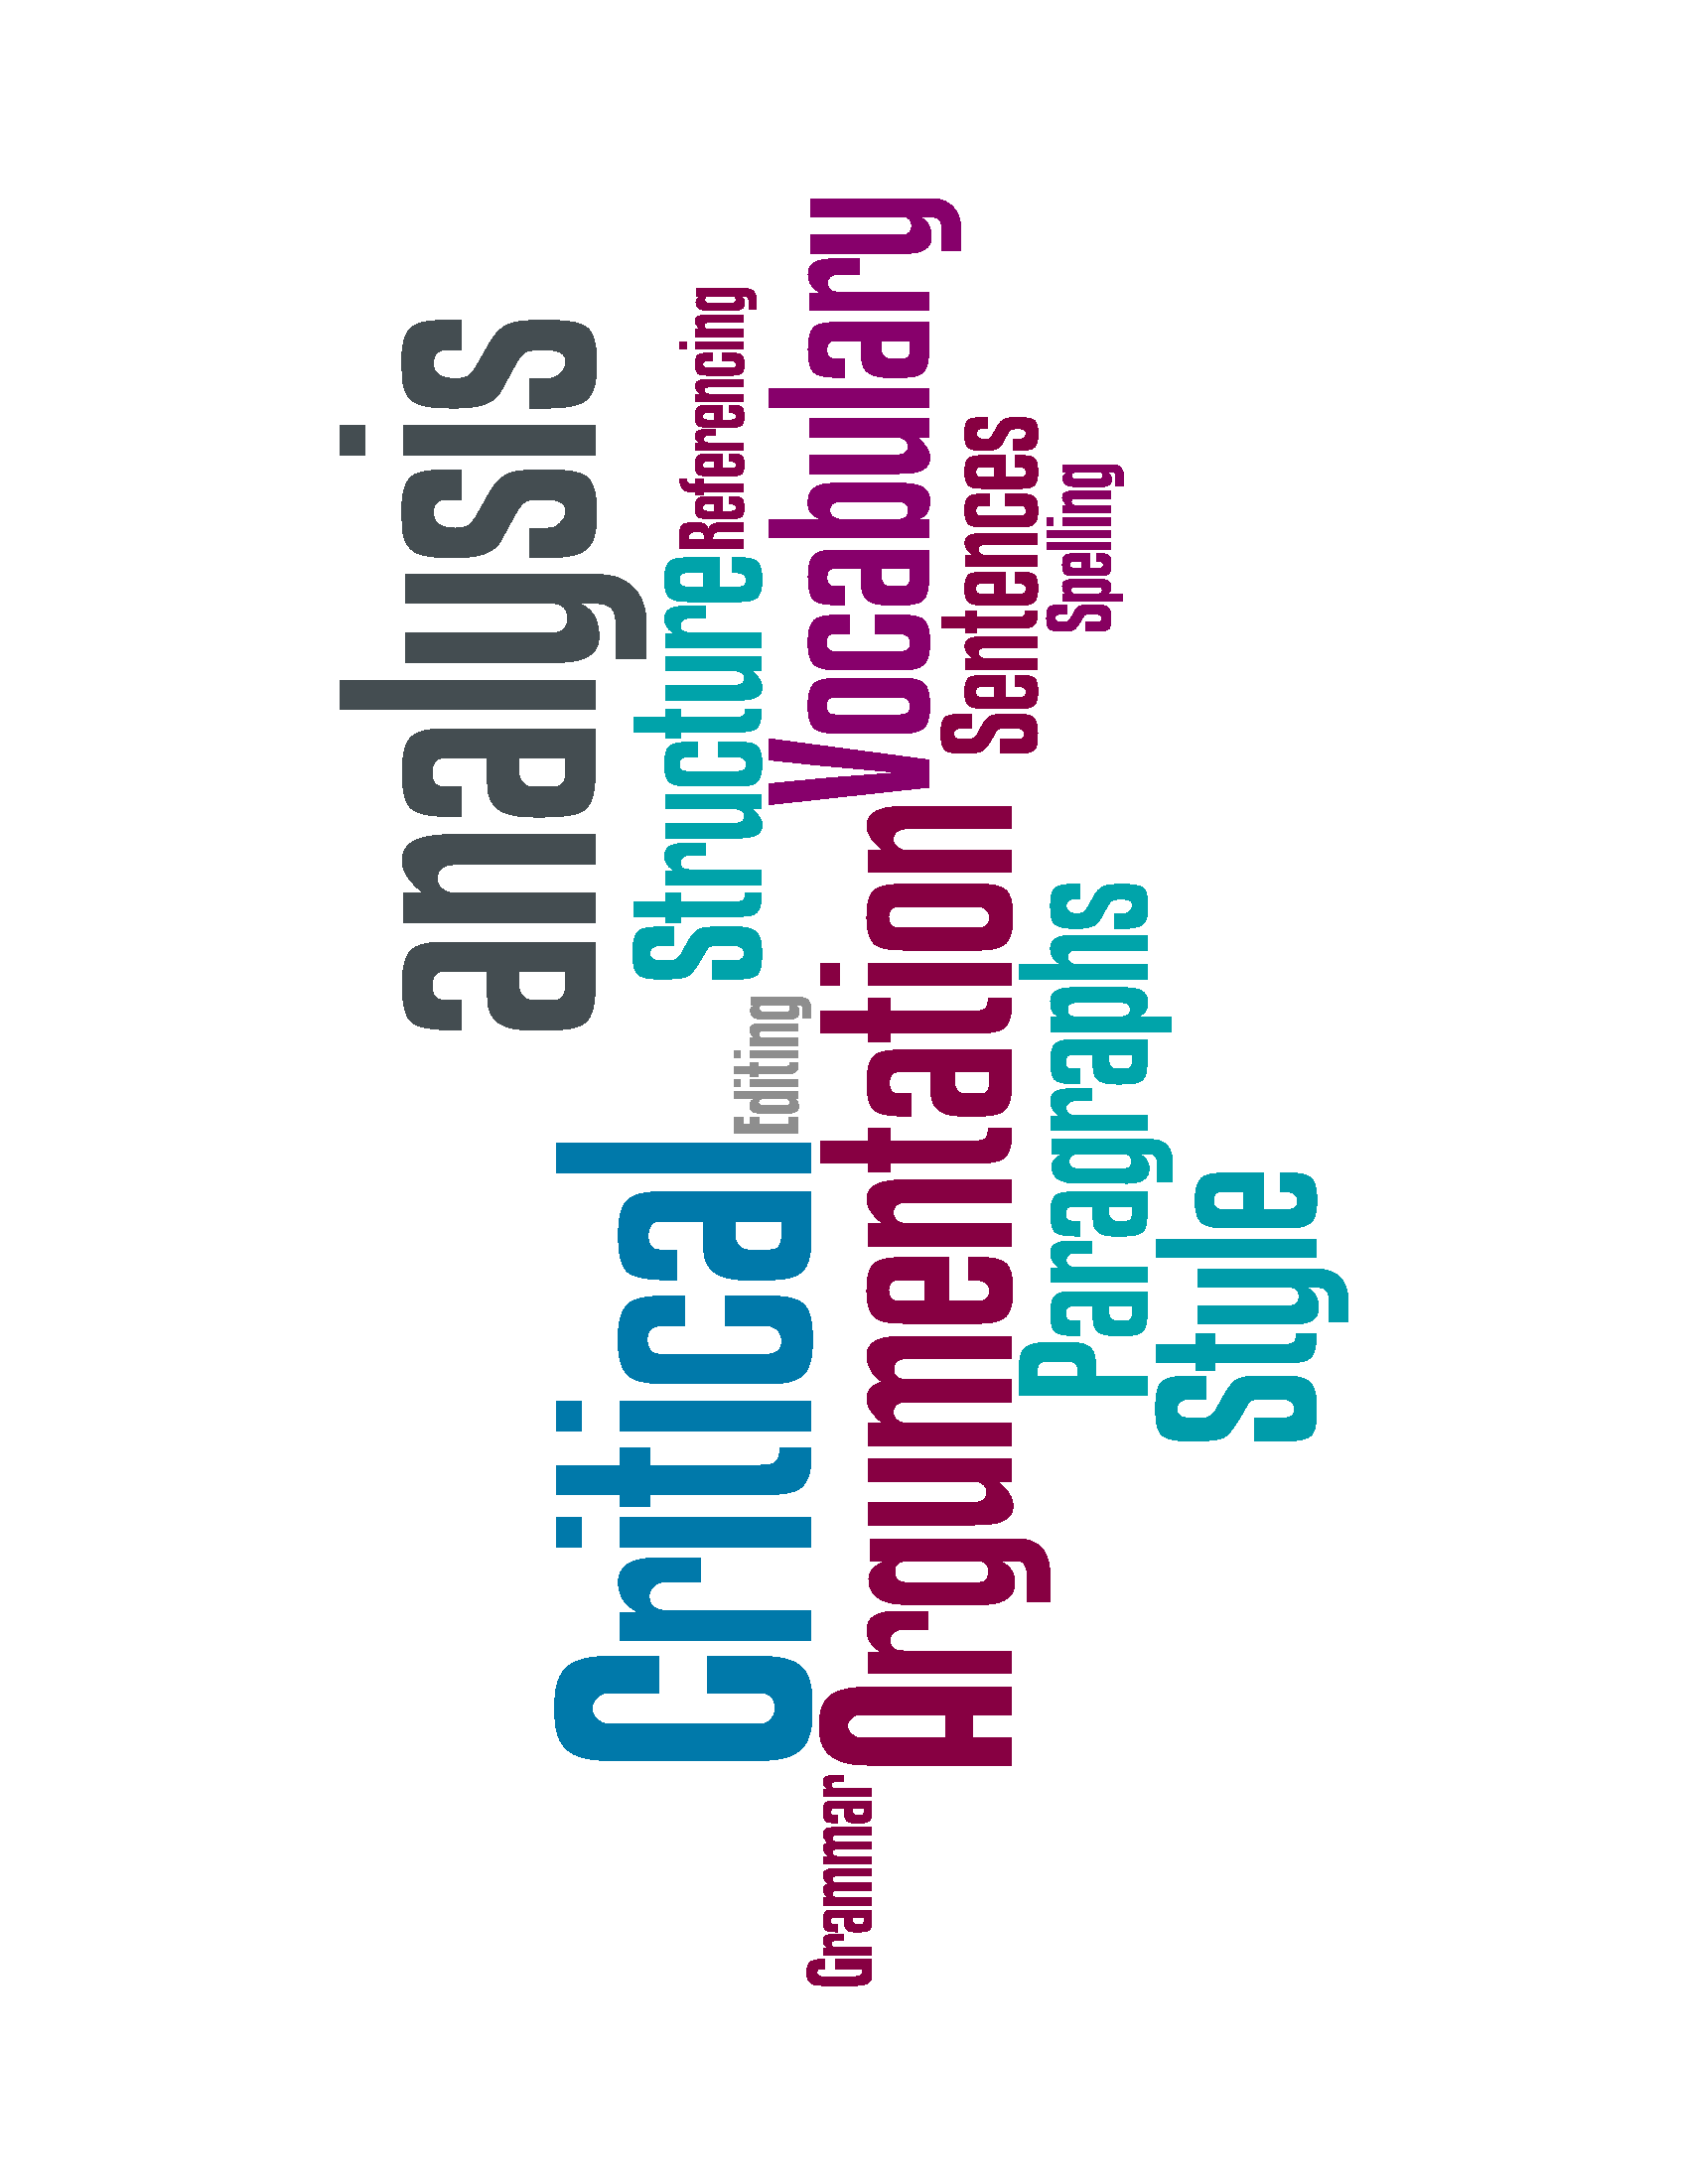 analysis
Structure
Referencing
Critical
Editing
Vocabulary
Grammar
Argumentation
Sentences
Paragraphs
Spelling
Style